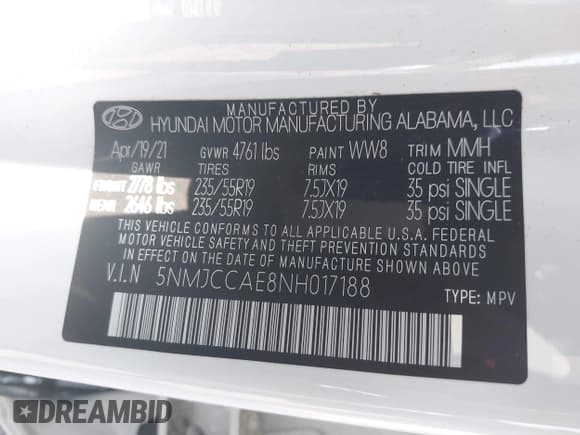 MANUFACTURED BY
HYUNDAI MOTOR MANUFACTURING ALABAMA, LLC
Apr/19/21 GVWR 4761 lbs PAINT WW8 TRIM MMH
GAWR TIRES RIMS COLD TIRE INFL
FRONT 2778 lbs 235/55R19 7.5JX19 35 psi SINGLE
REAR 2646 lbs 235/55R19 7.5JX19 35 psi SINGLE
THIS VEHICLE CONFORMS TO ALL APPLICABLE U.S.A. FEDERAL
MOTOR VEHICLE SAFETY AND THEFT PREVENTION STANDARDS
IN EFFECT ON THE DATE OF MANUFACTURE SHOWN ABOVE.
V.I.N 5NMJCCAE8NH017188
TYPE: MPV
DREAMBID